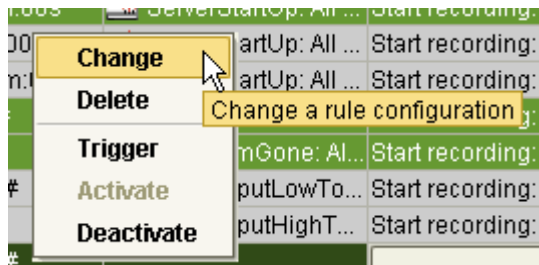 ServerStartUp: All ... Start recording:
Change
artUp: All ... Start recording:
artUp: All ... Start recording:
Delete
Change a rule configuration
Trigger
mGone: Al... Start recording:
Activate
putLowTo... Start recording:
Deactivate
putHighT... Start recording: